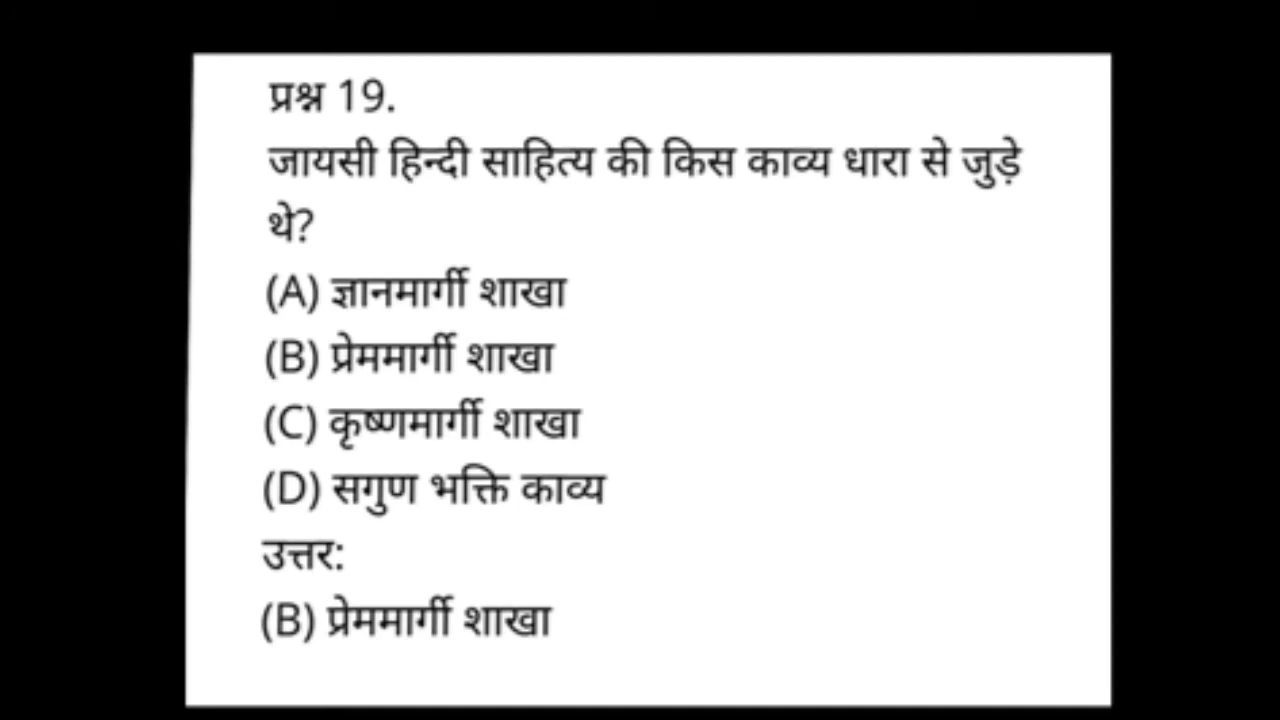 प्रश्न 19.
जायसी हिन्दी साहित्य की किस काव्य धारा से जुड़े
थे?
(A) ज्ञानमार्गी शाखा
(B) प्रेममार्गी शाखा
(C) कृष्णमार्गी शाखा
(D) सगुण भक्ति काव्य
उत्तर:
(B) प्रेममार्गी शाखा